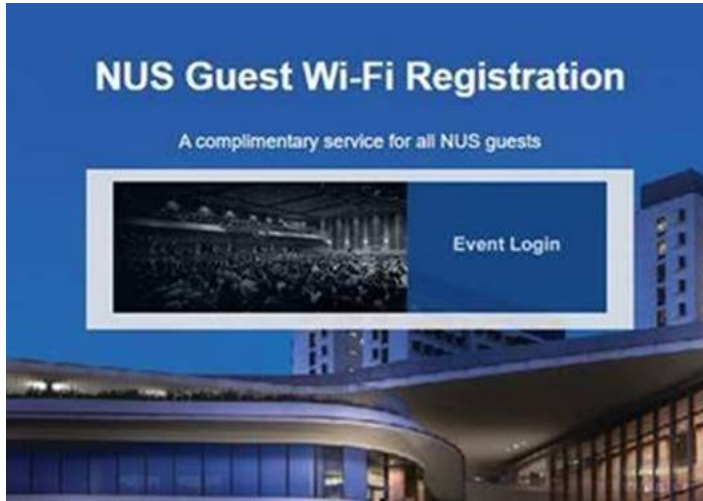 NUS Guest Wi-Fi Registration
A complimentary service for all NUS guests
Event Login